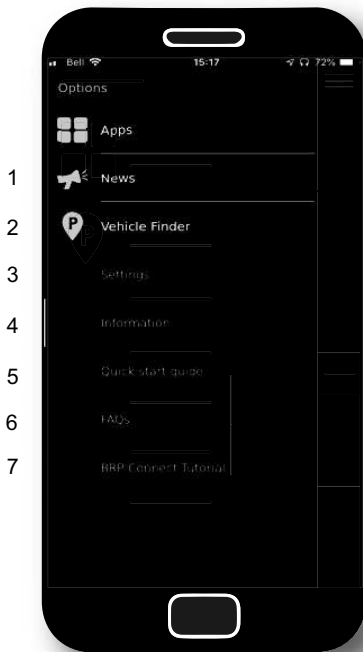 Bell 15:17 72%
Options
Apps
1 News
2 Vehicle Finder
3 Settings
4 Information
5 Quick start guide
6 FAQs
7 BRP Connect Tutorial